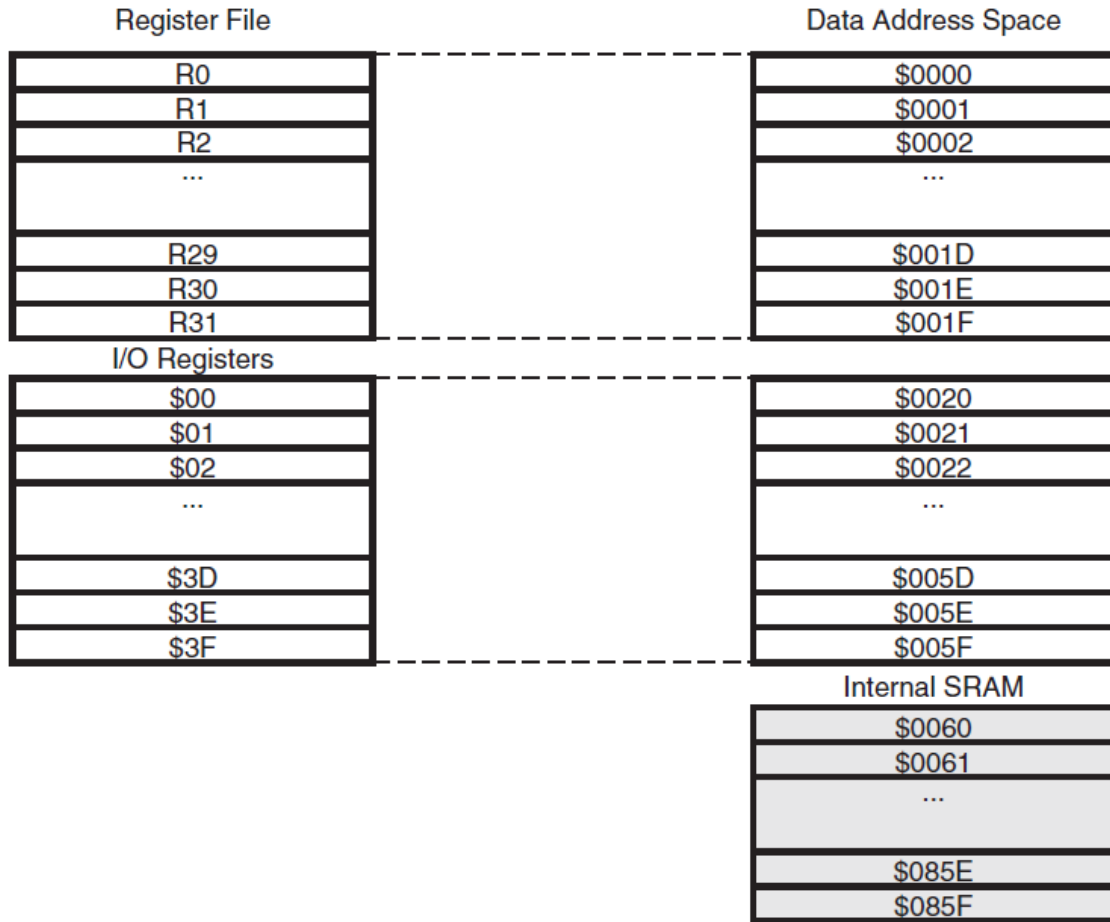 Register File
Data Address Space
R0
$0000
R1
$0001
R2
$0002
...
...
R29
$001D
R30
$001E
R31
$001F
I/O Registers
$00
$0020
$01
$0021
$02
$0022
...
...
$3D
$005D
$3E
$005E
$3F
$005F
Internal SRAM
$0060
$0061
...
$085E
$085F